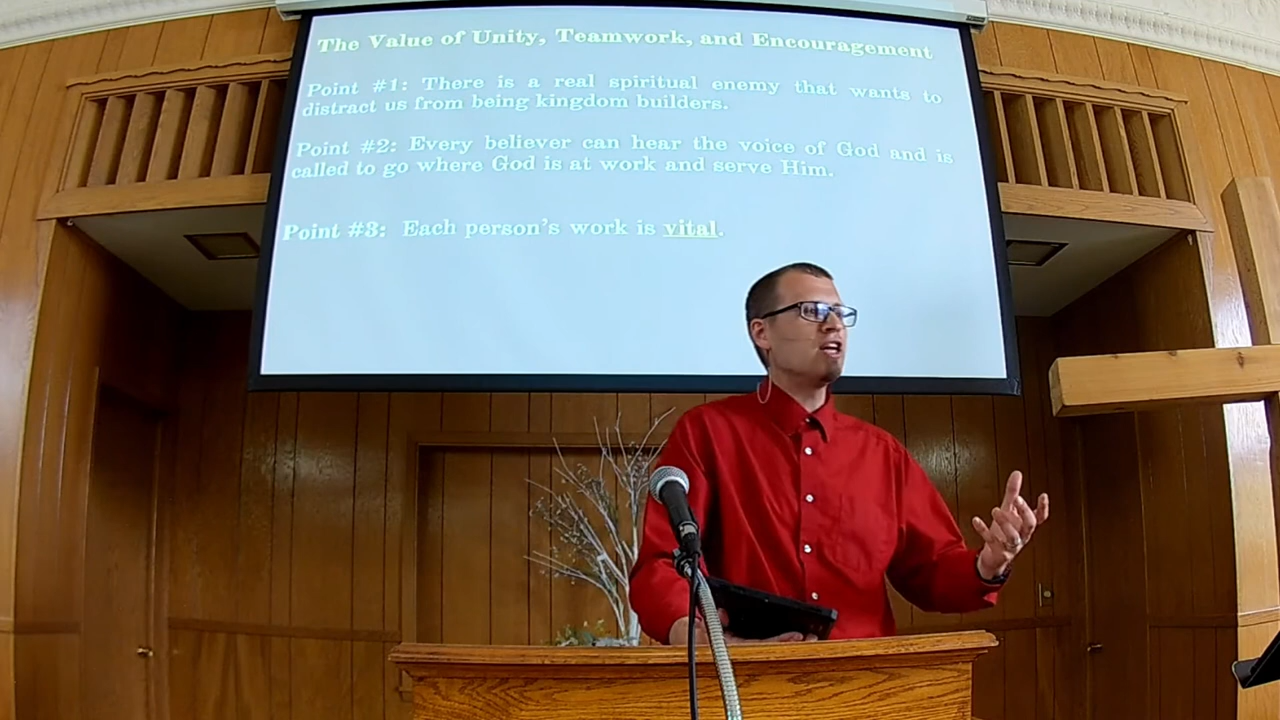 The Value of Unity, Teamwork, and Encouragement
Point #1: There is a real spiritual enemy that wants to
distract us from being kingdom builders.
Point #2: Every believer can hear the voice of God and is
called to go where God is at work and serve Him.
Point #3: Each person's work is vital.